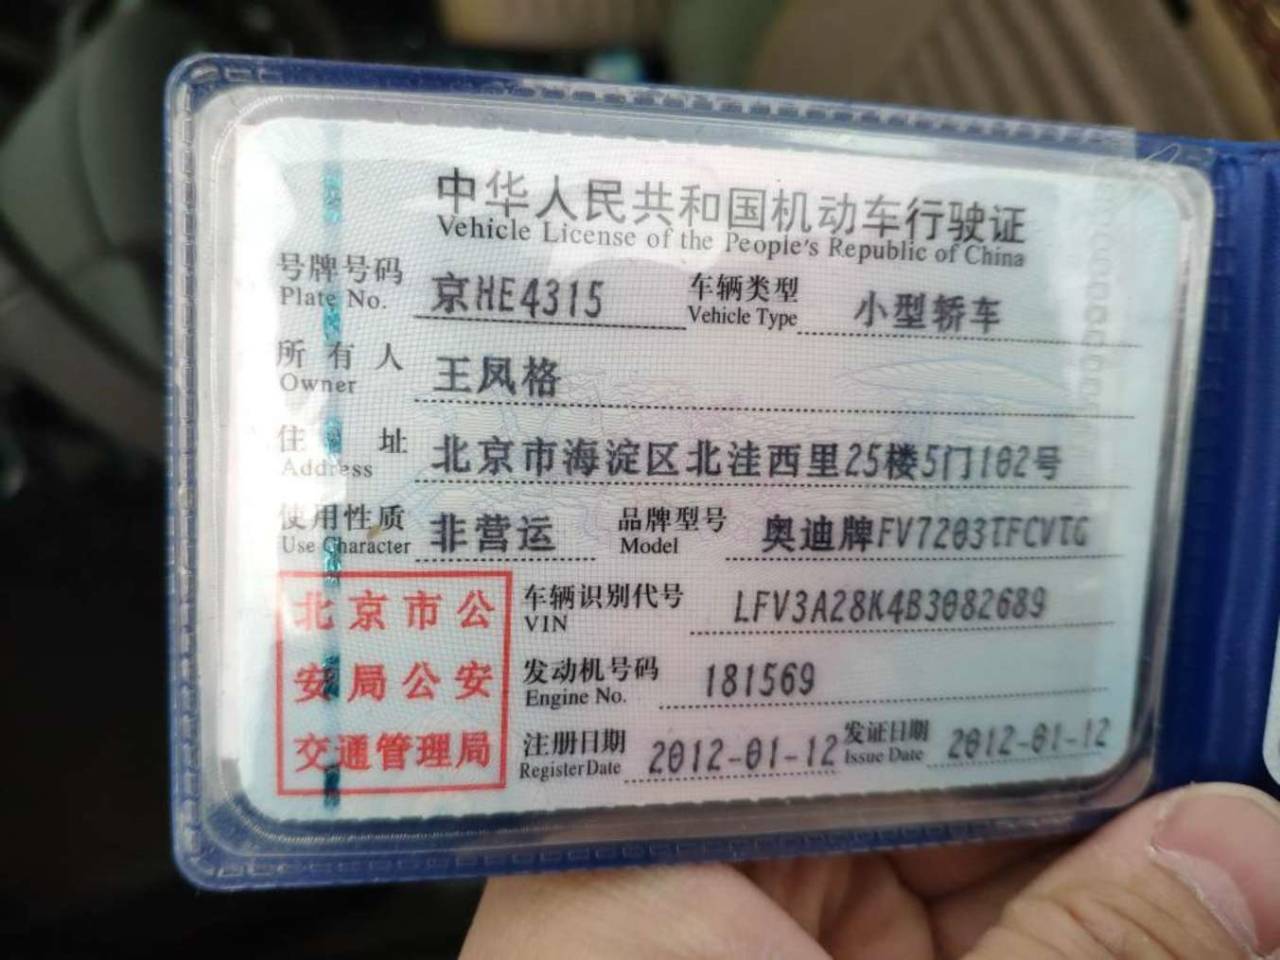 中华人民共和国机动车行驶证
Vehicle License of the People's Republic of China
号牌号码 京HE4315 车辆类型 小型轿车
Plate No. Vehicle Type
所有人 王凤格
Owner
住址 北京市海淀区北洼西里25楼5门102号
Address
使用性质 非营运 品牌型号 奥迪牌FV7203TFCVTG
Use Character Model
北京市公
安局公安
交通管理局
车辆识别代号 LFV3A28K4B3082689
VIN
发动机号码 181569
Engine No.
注册日期 2012-01-12 发证日期 2012-01-12
Register Date Issue Date